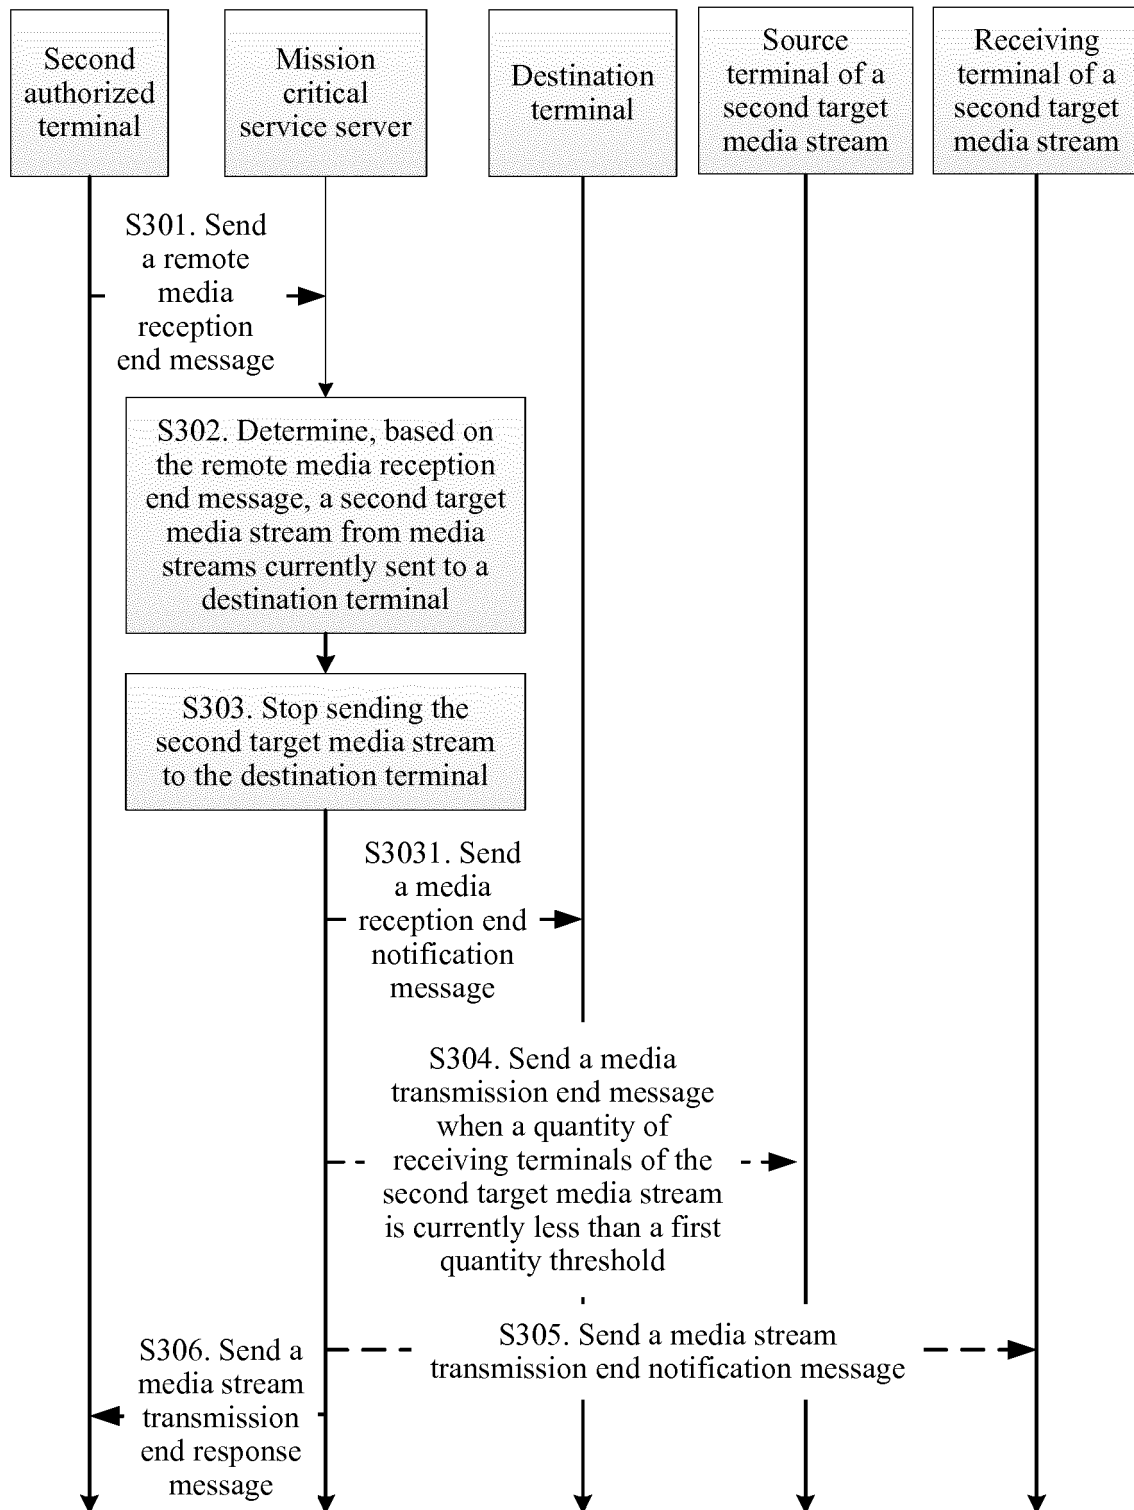 Second
authorized
terminal
Mission
critical
service server
Destination
terminal
Source
terminal of a
second target
media stream
Receiving
terminal of a
second target
media stream
S301. Send
a remote
media
reception
end message
S302. Determine, based on
the remote media reception
end message, a second target
media stream from media
streams currently sent to a
destination terminal
S303. Stop sending the
second target media stream
to the destination terminal
S3031. Send
a media
reception end
notification
message
S304. Send a media
transmission end message
when a quantity of
receiving terminals of the
second target media stream
is currently less than a first
quantity threshold
S305. Send a media stream
transmission end notification message
S306. Send a
media stream
transmission
end response
message